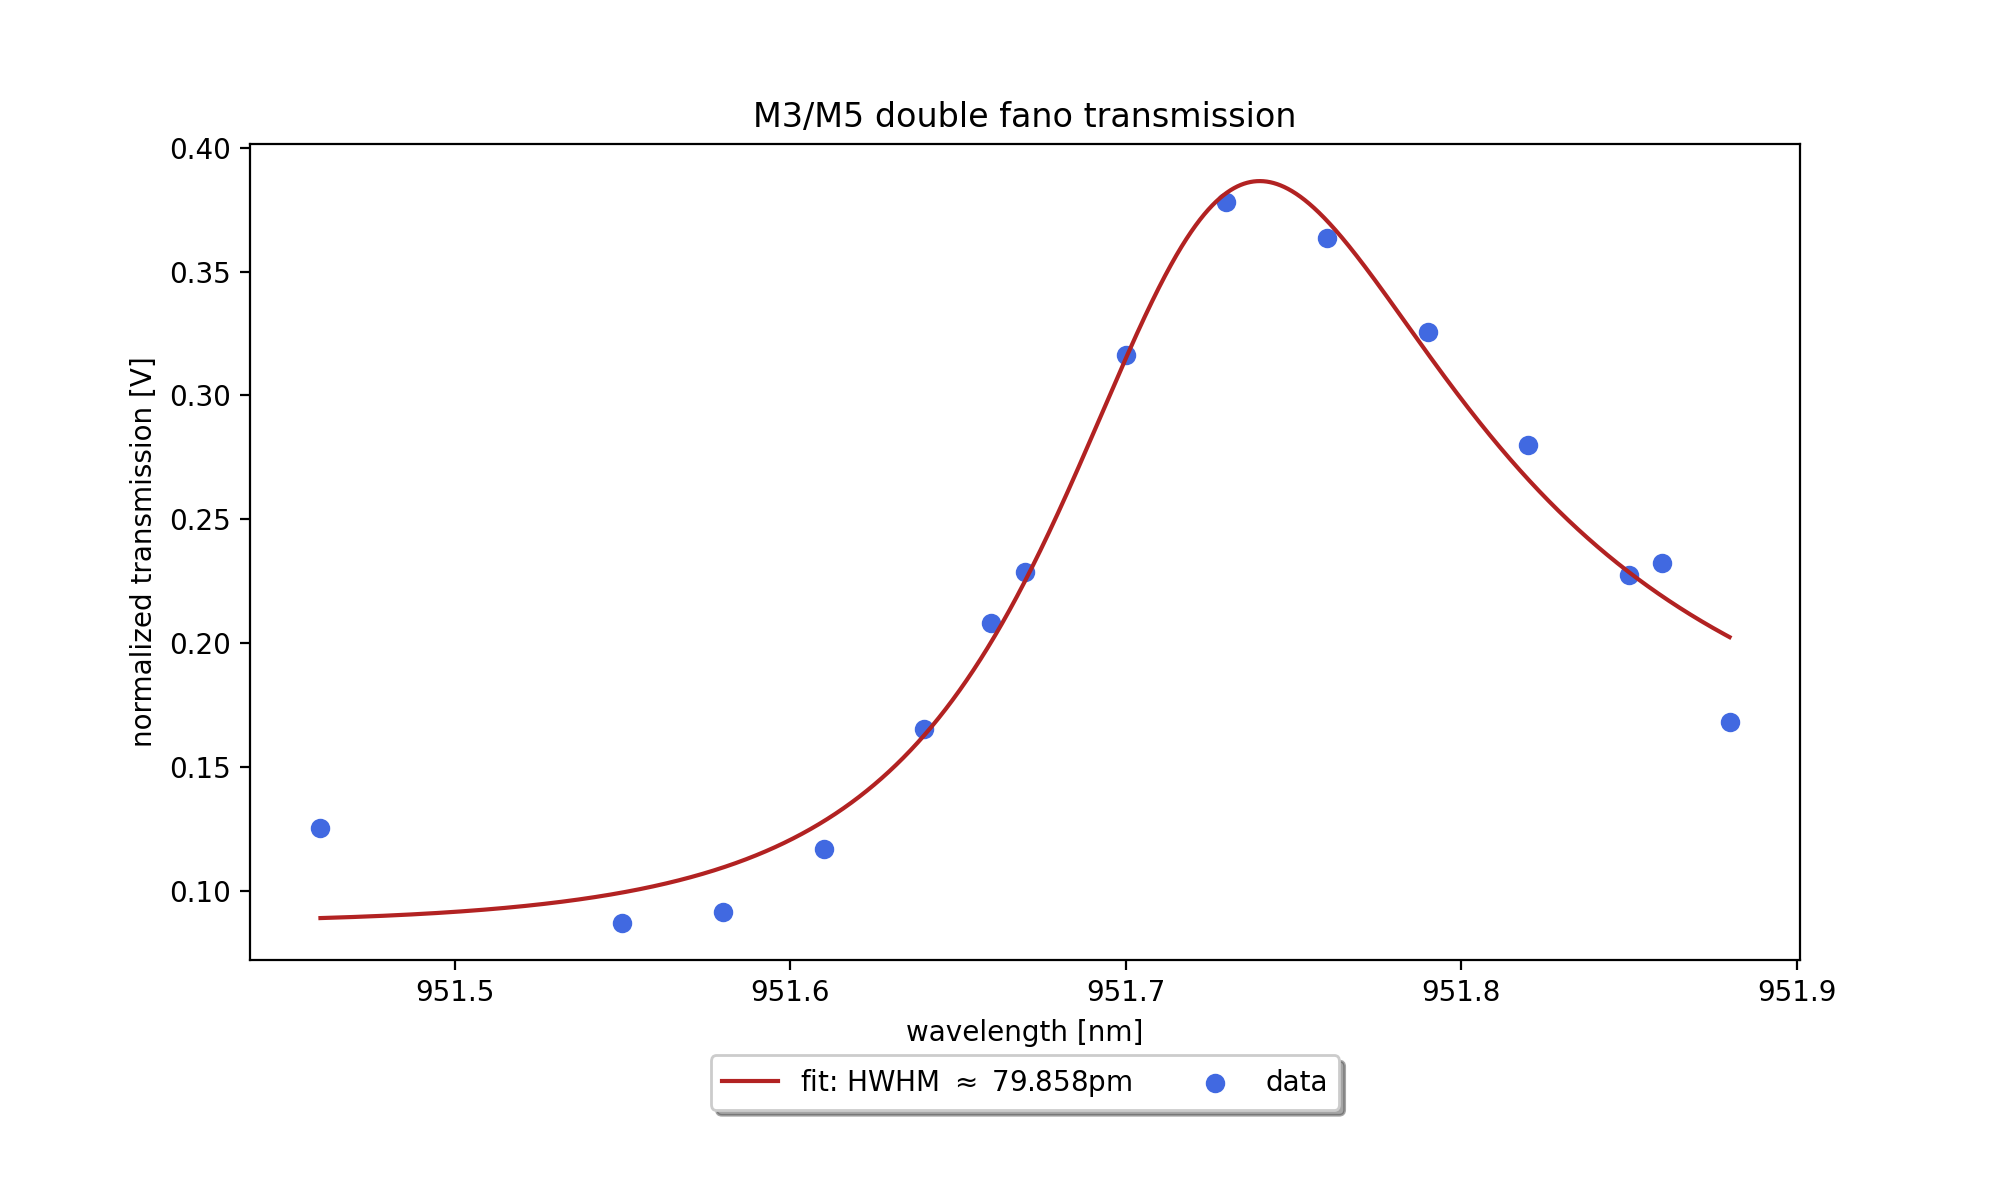 M3/M5 double fano transmission
0.40
0.35
0.30
0.25
0.20
0.15
0.10
normalized transmission [V]
951.5 951.6 951.7 951.8 951.9
wavelength [nm]
fit: HWHM ≈ 79.858pm data